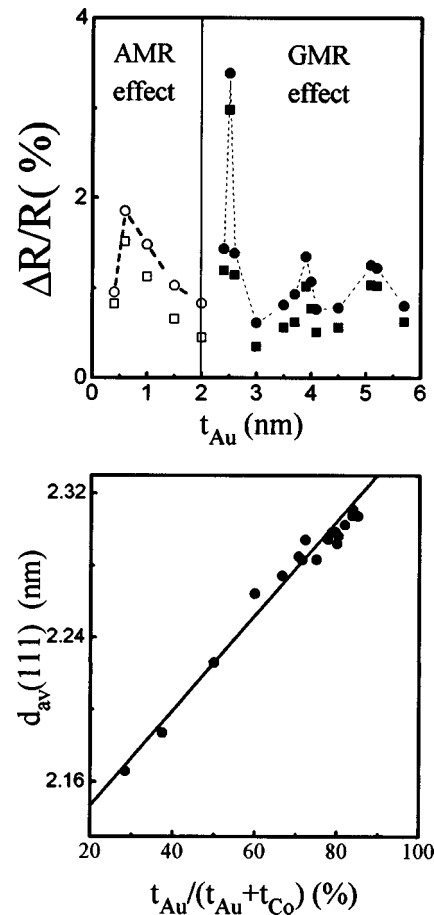 4
AMR
effect
GMR
effect
2
ΔR/R( %)
0
0 1 2 3 4 5 6
t_Au (nm)
2.32
2.24
2.16
d_av(111) (nm)
20 40 60 80 100
t_Au/(t_Au+t_Co) (%)